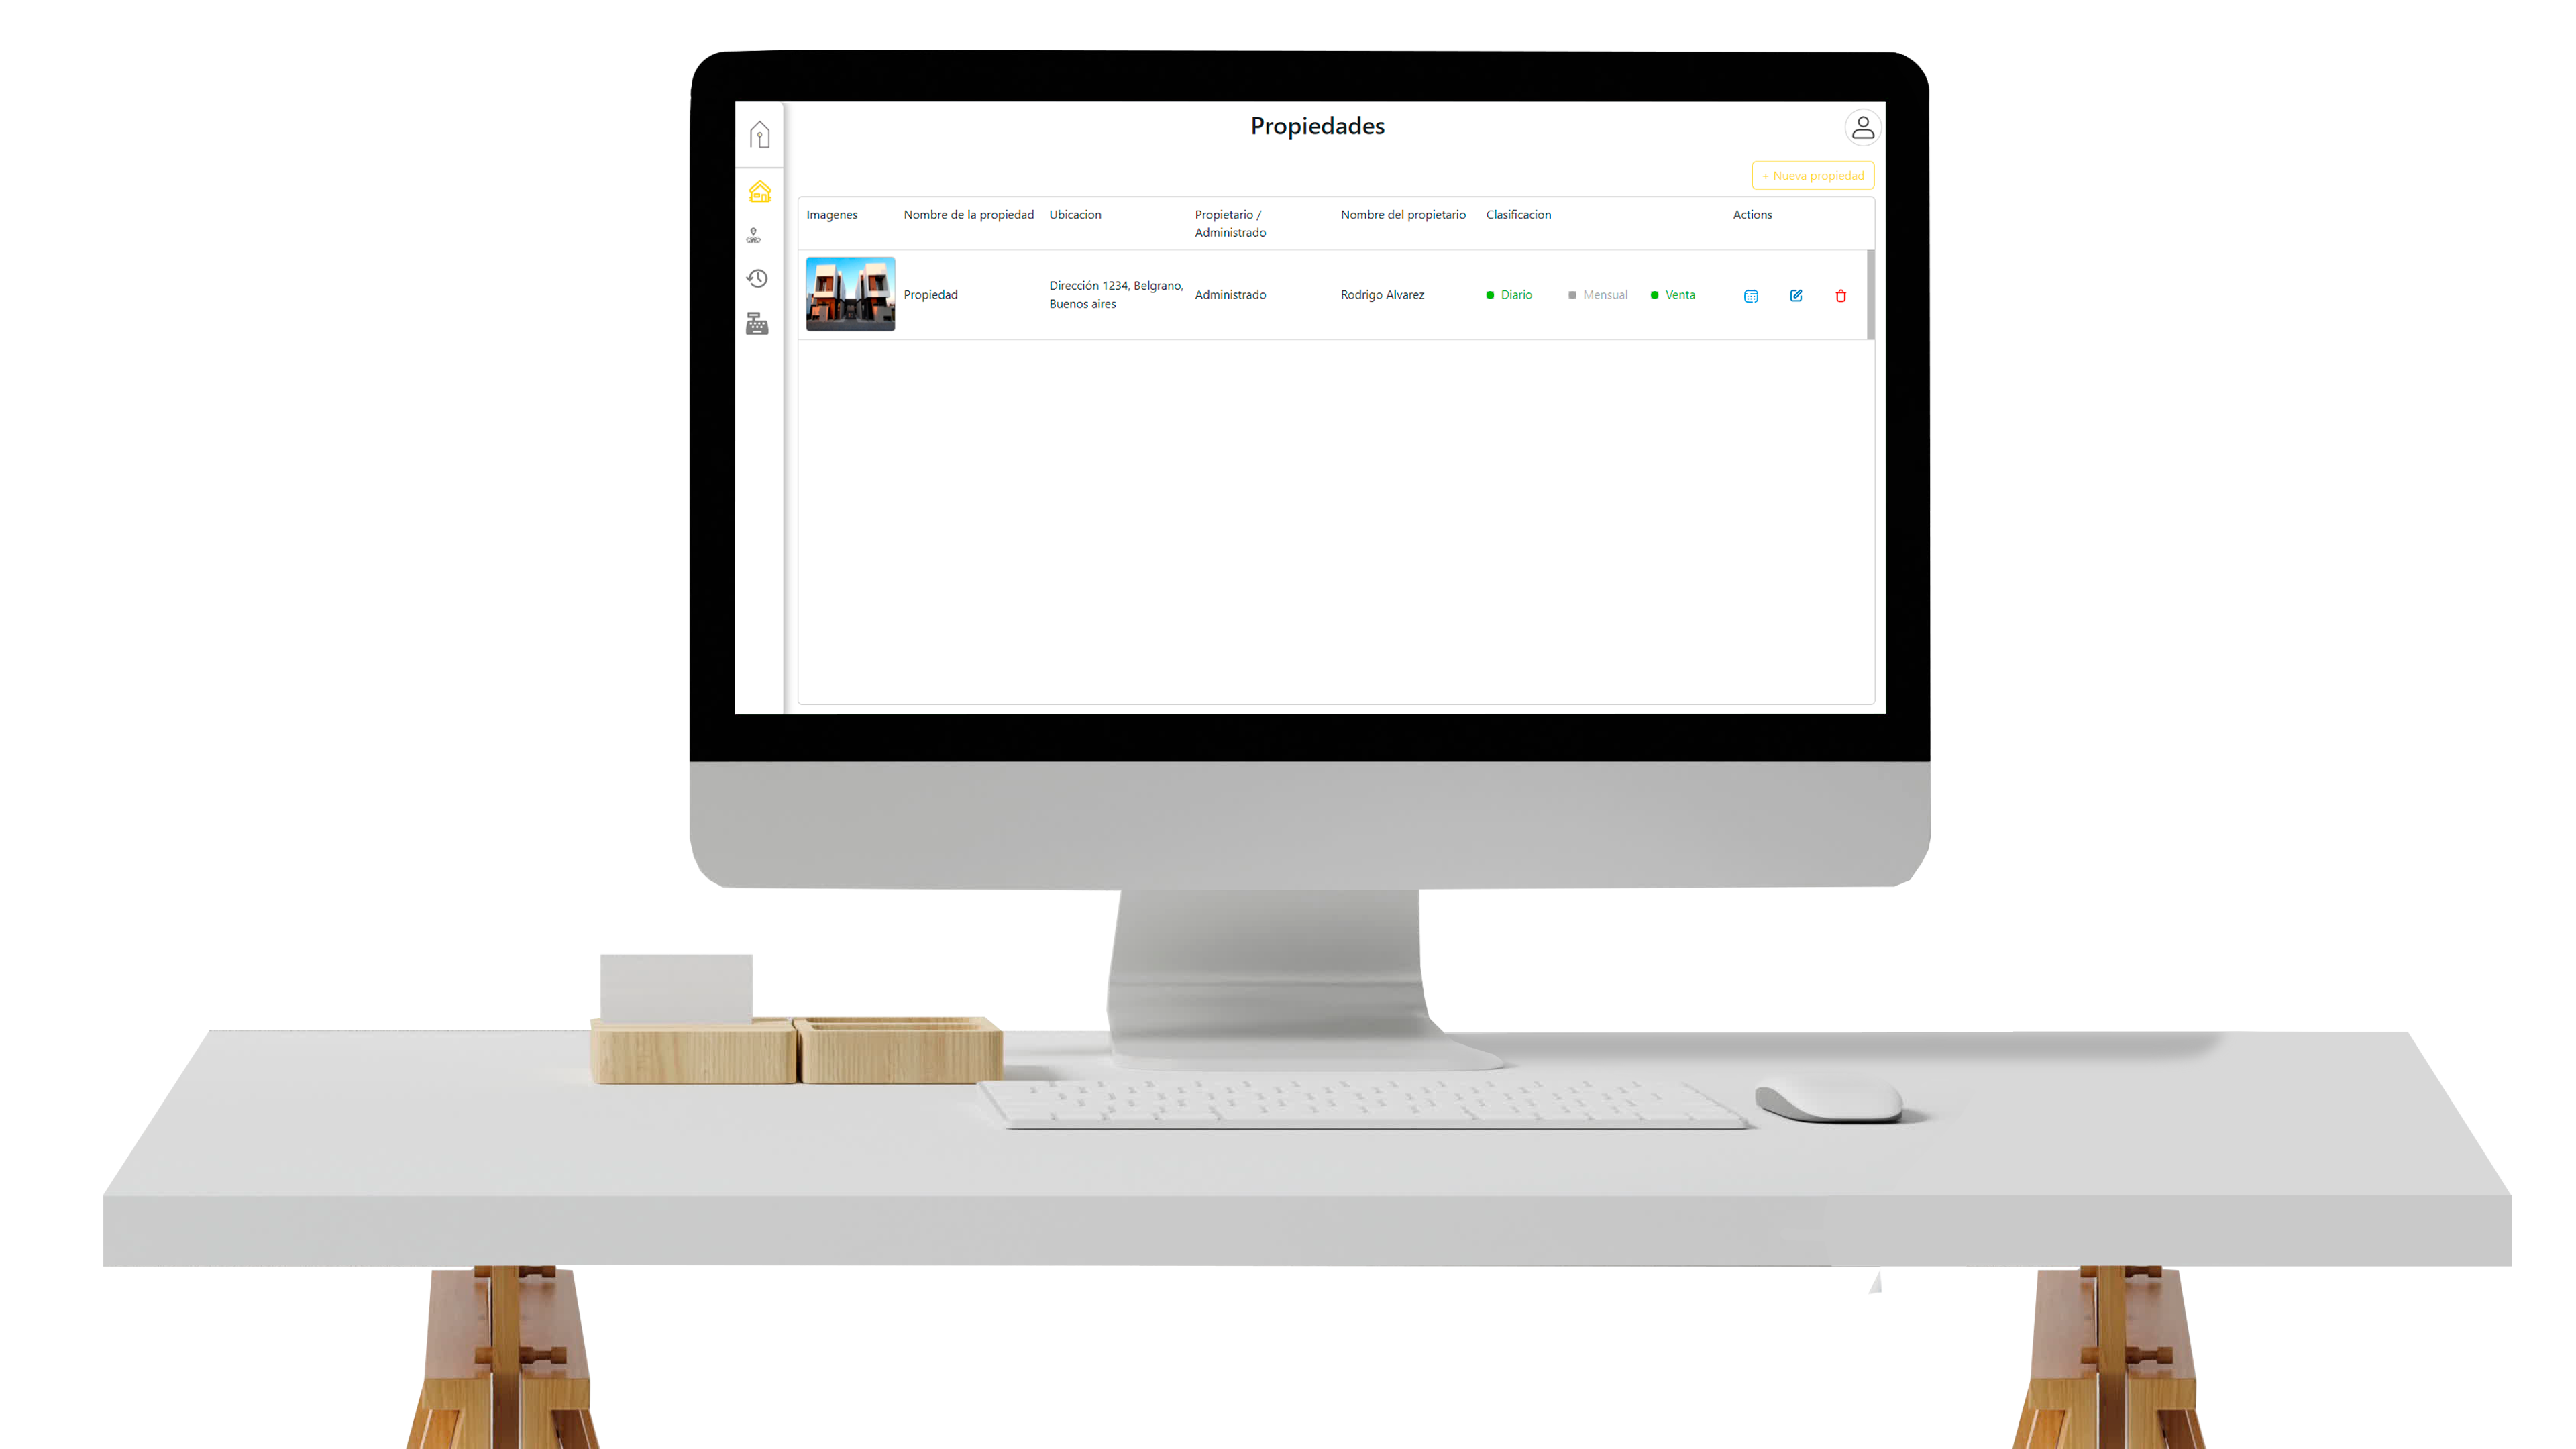 Propiedades
+ Nueva propiedad
Imagenes
Nombre de la propiedad
Ubicacion
Propietario /
Administrado
Nombre del propietario
Clasificacion
Actions
Propiedad
Dirección 1234, Belgrano,
Buenos aires
Administrado
Rodrigo Alvarez
Diario
Mensual
Venta